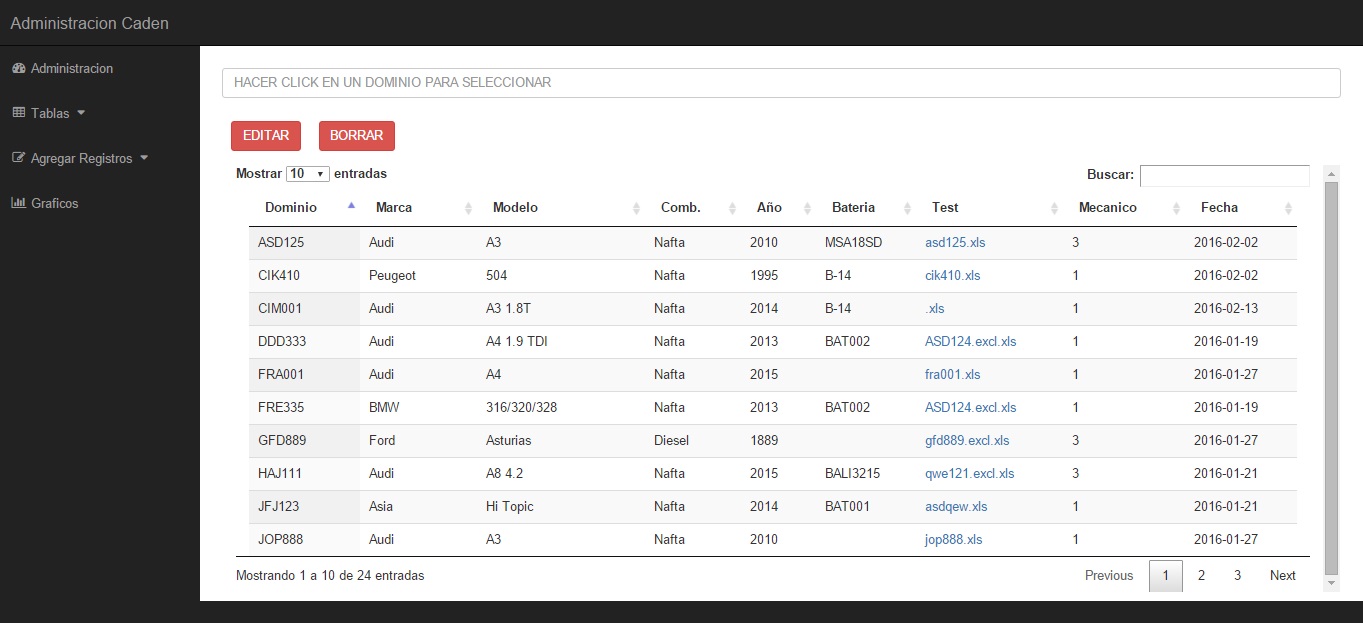 Administracion Caden
Administracion
Tablas
Agregar Registros
Graficos
HACER CLICK EN UN DOMINIO PARA SELECCIONAR
EDITAR BORRAR
Mostrar 10 entradas Buscar:
Dominio Marca Modelo Comb. Año Bateria Test Mecanico Fecha
ASD125 Audi A3 Nafta 2010 MSA18SD asd125.xls 3 2016-02-02
CIK410 Peugeot 504 Nafta 1995 B-14 cik410.xls 1 2016-02-02
CIM001 Audi A3 1.8T Nafta 2014 B-14 .xls 1 2016-02-13
DDD333 Audi A4 1.9 TDI Nafta 2013 BAT002 ASD124.excl.xls 1 2016-01-19
FRA001 Audi A4 Nafta 2015 fra001.xls 1 2016-01-27
FRE335 BMW 316/320/328 Nafta 2013 BAT002 ASD124.excl.xls 1 2016-01-19
GFD889 Ford Asturias Diesel 1889 gfd889.excl.xls 3 2016-01-27
HAJ111 Audi A8 4.2 Nafta 2015 BALI3215 qwe121.excl.xls 3 2016-01-21
JFJ123 Asia Hi Topic Nafta 2014 BAT001 asdqew.xls 1 2016-01-21
JOP888 Audi A3 Nafta 2010 jop888.xls 1 2016-01-27
Mostrando 1 a 10 de 24 entradas Previous 1 2 3 Next